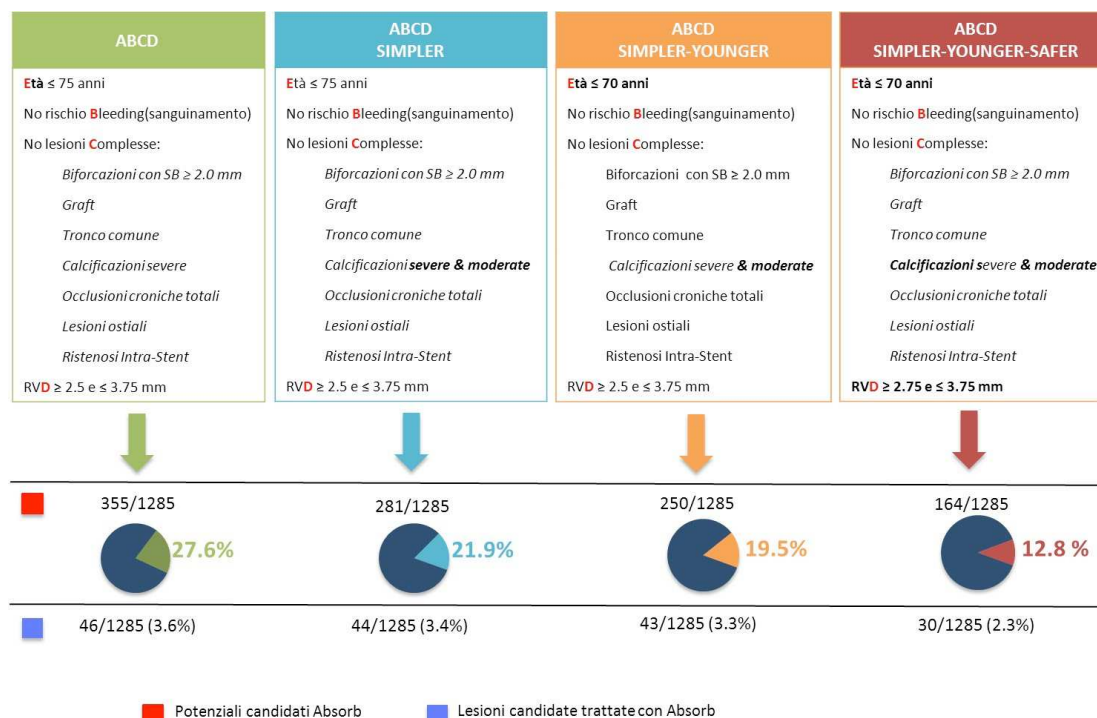 ABCD
Età ≤ 75 anni
No rischio Bleeding(sanguinamento)
No lesioni Complesse:
Biforcazioni con SB ≥ 2.0 mm
Graft
Tronco comune
Calcificazioni severe
Occlusioni croniche totali
Lesioni ostiali
Ristenosi Intra-Stent
RVD ≥ 2.5 e ≤ 3.75 mm
ABCD
SIMPLER
Età ≤ 75 anni
No rischio Bleeding(sanguinamento)
No lesioni Complesse:
Biforcazioni con SB ≥ 2.0 mm
Graft
Tronco comune
Calcificazioni severe & moderate
Occlusioni croniche totali
Lesioni ostiali
Ristenosi Intra-Stent
RVD ≥ 2.5 e ≤ 3.75 mm
ABCD
SIMPLER-YOUNGER
Età ≤ 70 anni
No rischio Bleeding(sanguinamento)
No lesioni Complesse:
Biforcazioni con SB ≥ 2.0 mm
Graft
Tronco comune
Calcificazioni severe & moderate
Occlusioni croniche totali
Lesioni ostiali
Ristenosi Intra-Stent
RVD ≥ 2.5 e ≤ 3.75 mm
ABCD
SIMPLER-YOUNGER-SAFER
Età ≤ 70 anni
No rischio Bleeding(sanguinamento)
No lesioni Complesse:
Biforcazioni con SB ≥ 2.0 mm
Graft
Tronco comune
Calcificazioni severe & moderate
Occlusioni croniche totali
Lesioni ostiali
Ristenosi Intra-Stent
RVD ≥ 2.75 e ≤ 3.75 mm
355/1285 281/1285 250/1285 164/1285
27.6% 21.9% 19.5% 12.8 %
46/1285 (3.6%) 44/1285 (3.4%) 43/1285 (3.3%) 30/1285 (2.3%)
Potenziali candidati Absorb Lesioni candidate trattate con Absorb